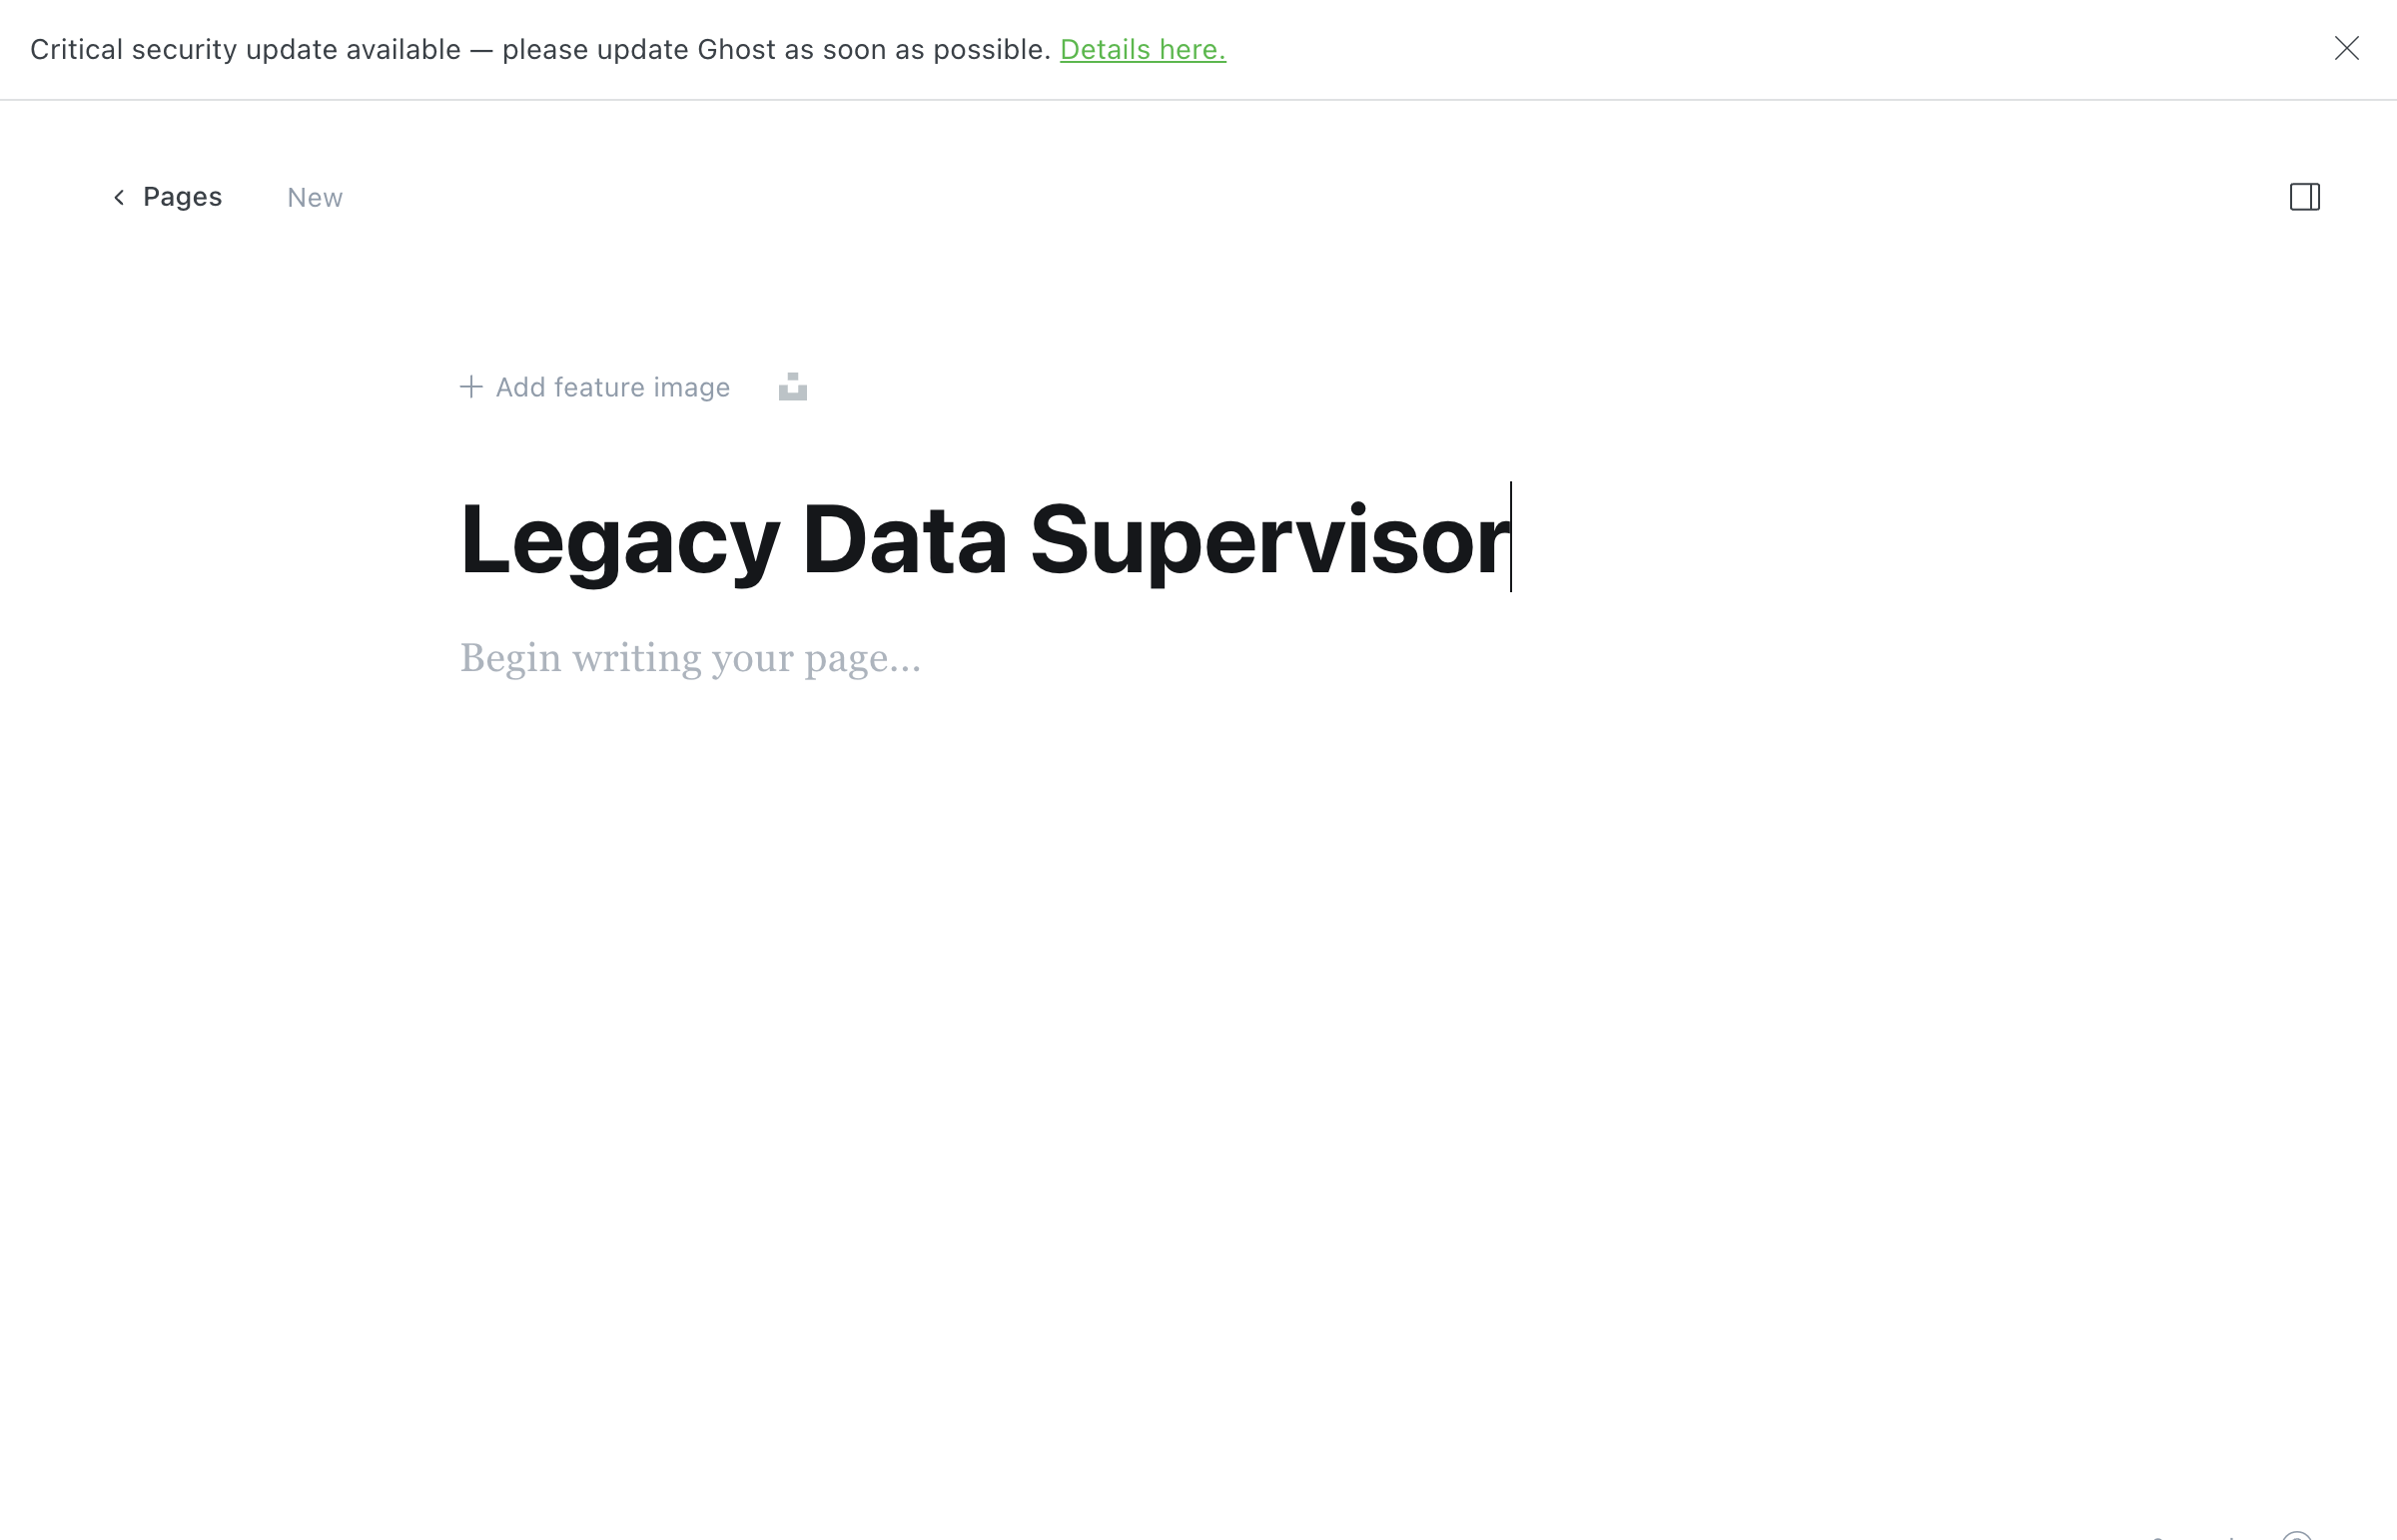 Critical security update available — please update Ghost as soon as possible. Details here.
Pages New
Add feature image
Legacy Data Supervisor
Begin writing your page...